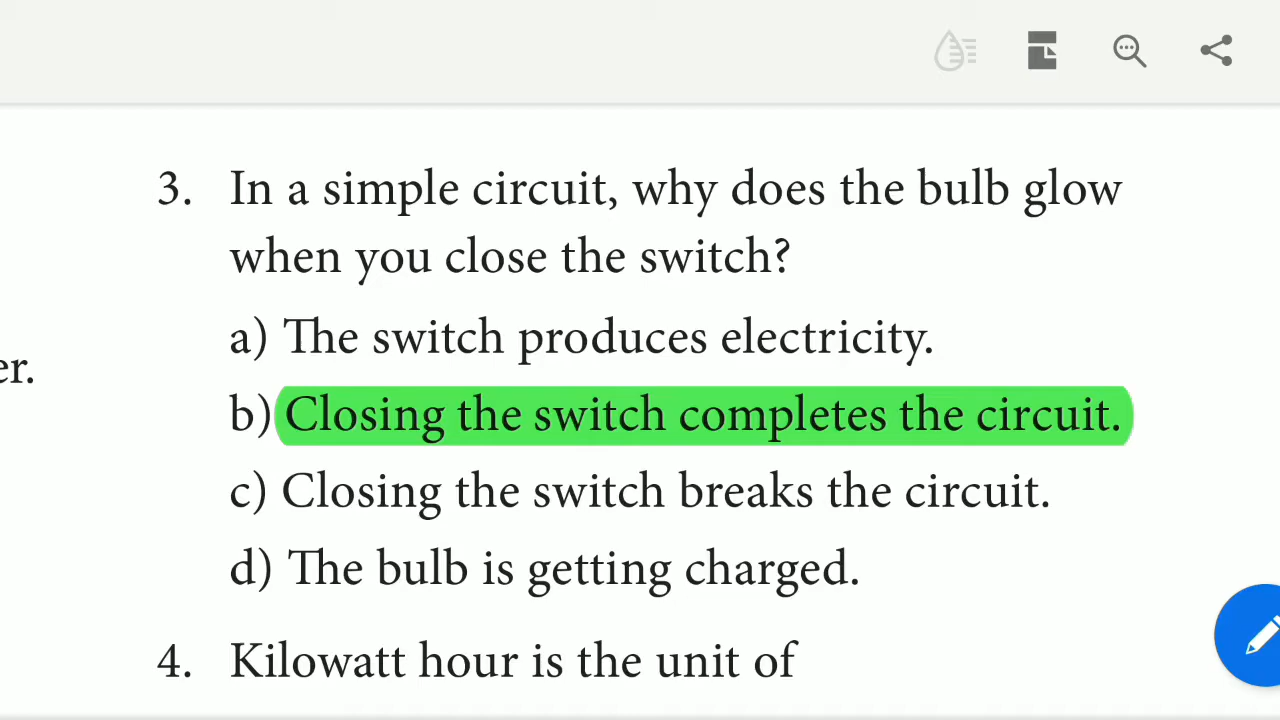 3. In a simple circuit, why does the bulb glow
when you close the switch?
a) The switch produces electricity.
er.
b) Closing the switch completes the circuit.
c) Closing the switch breaks the circuit.
d) The bulb is getting charged.
4. Kilowatt hour is the unit of